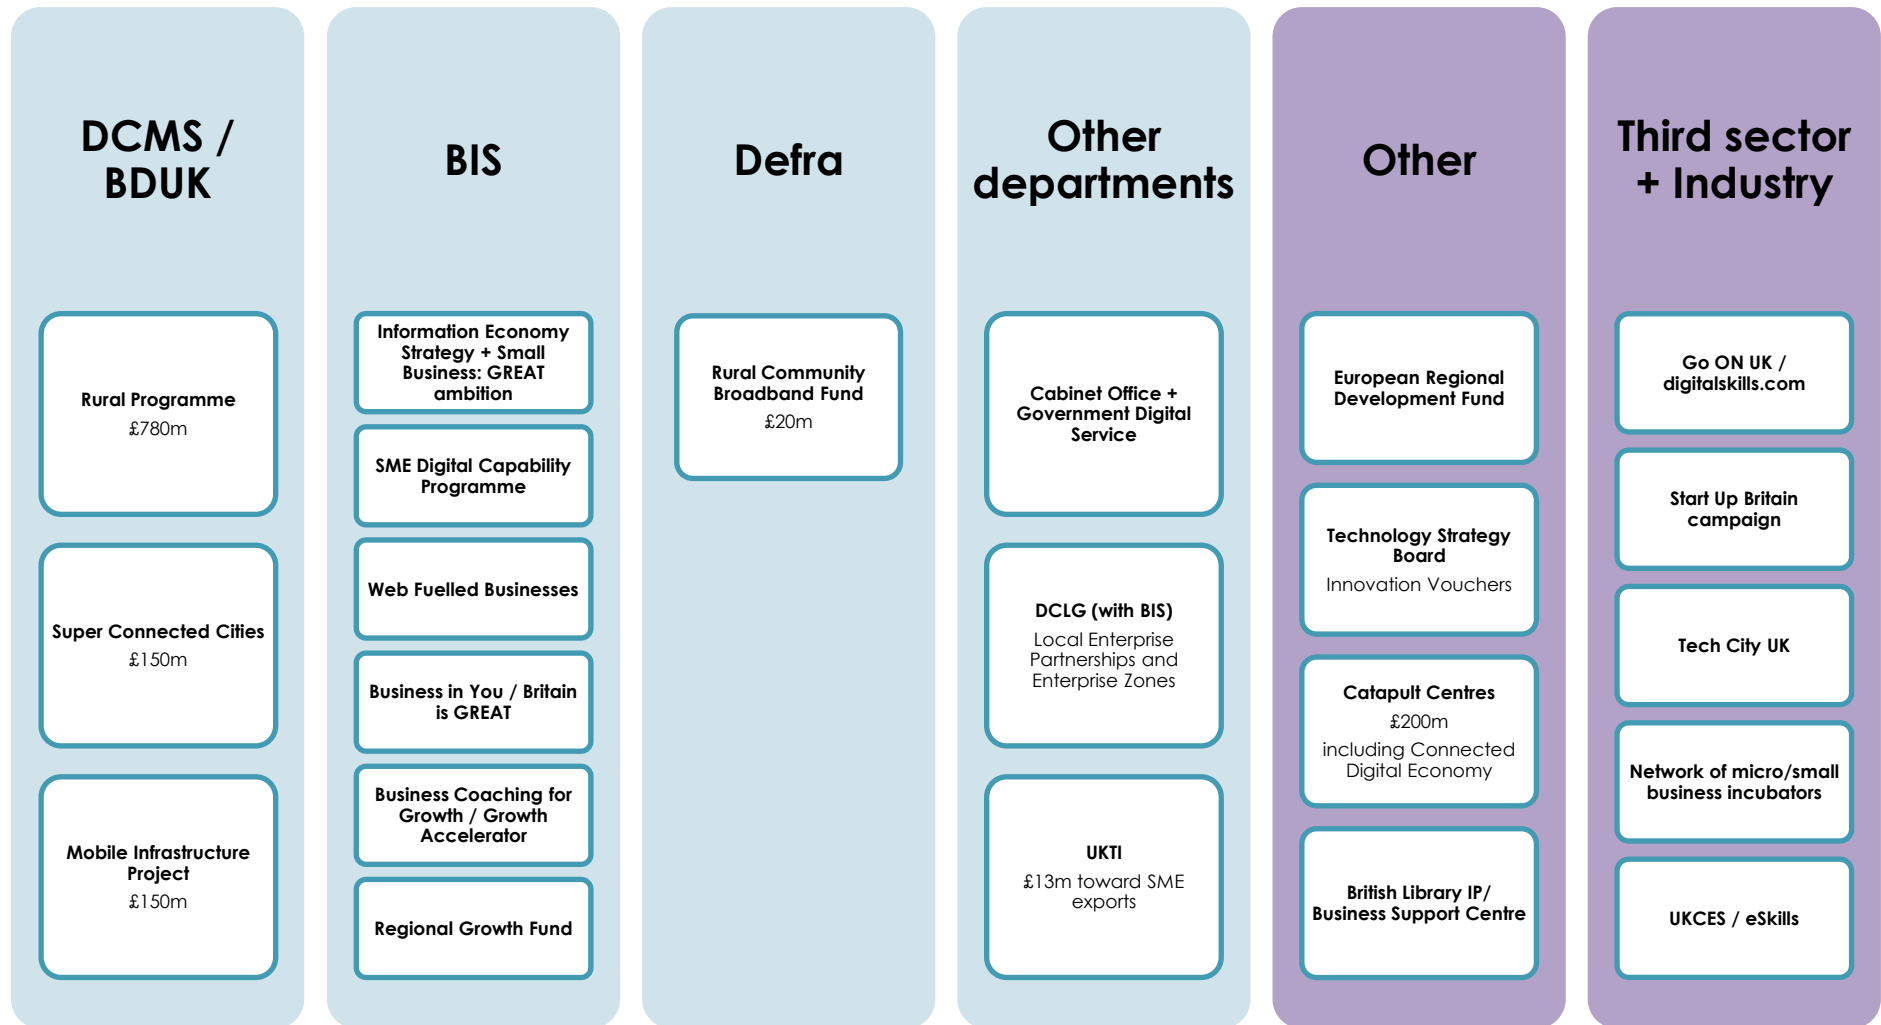 DCMS /
BDUK
Rural Programme
£780m
Super Connected Cities
£150m
Mobile Infrastructure
Project
£150m
BIS
Information Economy
Strategy + Small
Business: GREAT
ambition
SME Digital Capability
Programme
Web Fuelled Businesses
Business in You / Britain
is GREAT
Business Coaching for
Growth / Growth
Accelerator
Regional Growth Fund
Defra
Rural Community
Broadband Fund
£20m
Other
departments
Cabinet Office +
Government Digital
Service
DCLG (with BIS)
Local Enterprise
Partnerships and
Enterprise Zones
UKTI
£13m toward SME
exports
Other
European Regional
Development Fund
Technology Strategy
Board
Innovation Vouchers
Catapult Centres
£200m
including Connected
Digital Economy
British Library IP/
Business Support Centre
Third sector
+ Industry
Go ON UK /
digitalskills.com
Start Up Britain
campaign
Tech City UK
Network of micro/small
business incubators
UKCES / eSkills